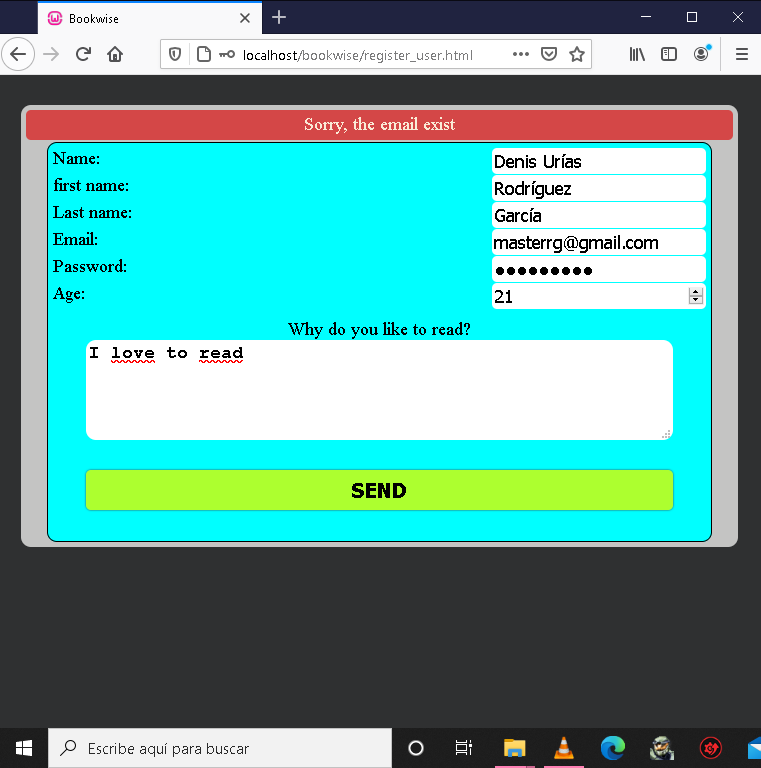 Bookwise
localhost/bookwise/register_user.html
Sorry, the email exist
Name: Denis Urías
first name: Rodríguez
Last name: García
Email: masterrg@gmail.com
Password: ●●●●●●●●●
Age: 21
Why do you like to read?
I love to read
SEND
Escribe aquí para buscar